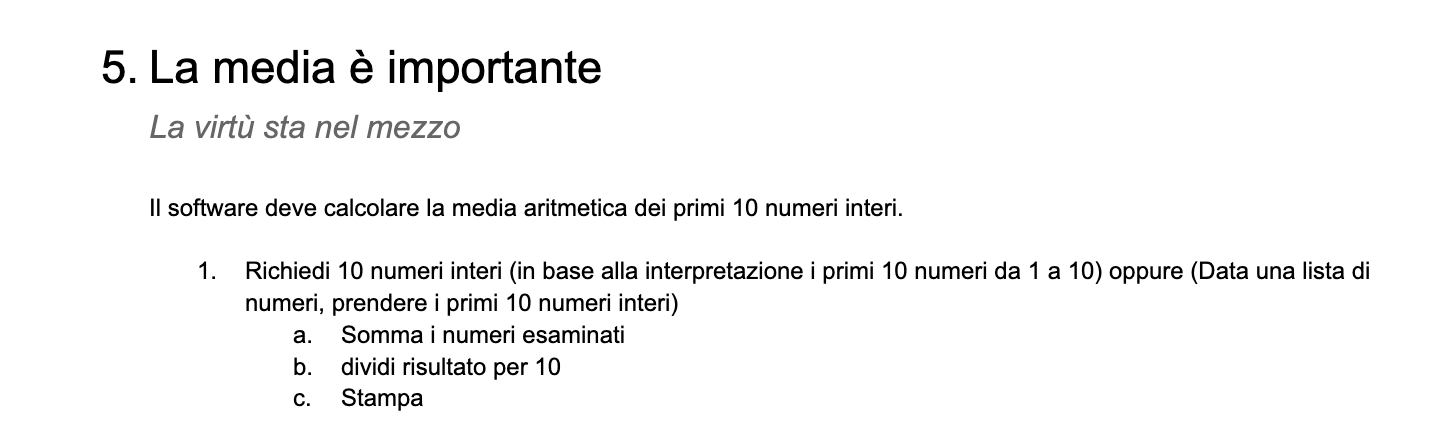 5. La media è importante
La virtù sta nel mezzo
Il software deve calcolare la media aritmetica dei primi 10 numeri interi.
1. Richiedi 10 numeri interi (in base alla interpretazione i primi 10 numeri da 1 a 10) oppure (Data una lista di
numeri, prendere i primi 10 numeri interi)
a. Somma i numeri esaminati
b. dividi risultato per 10
c. Stampa